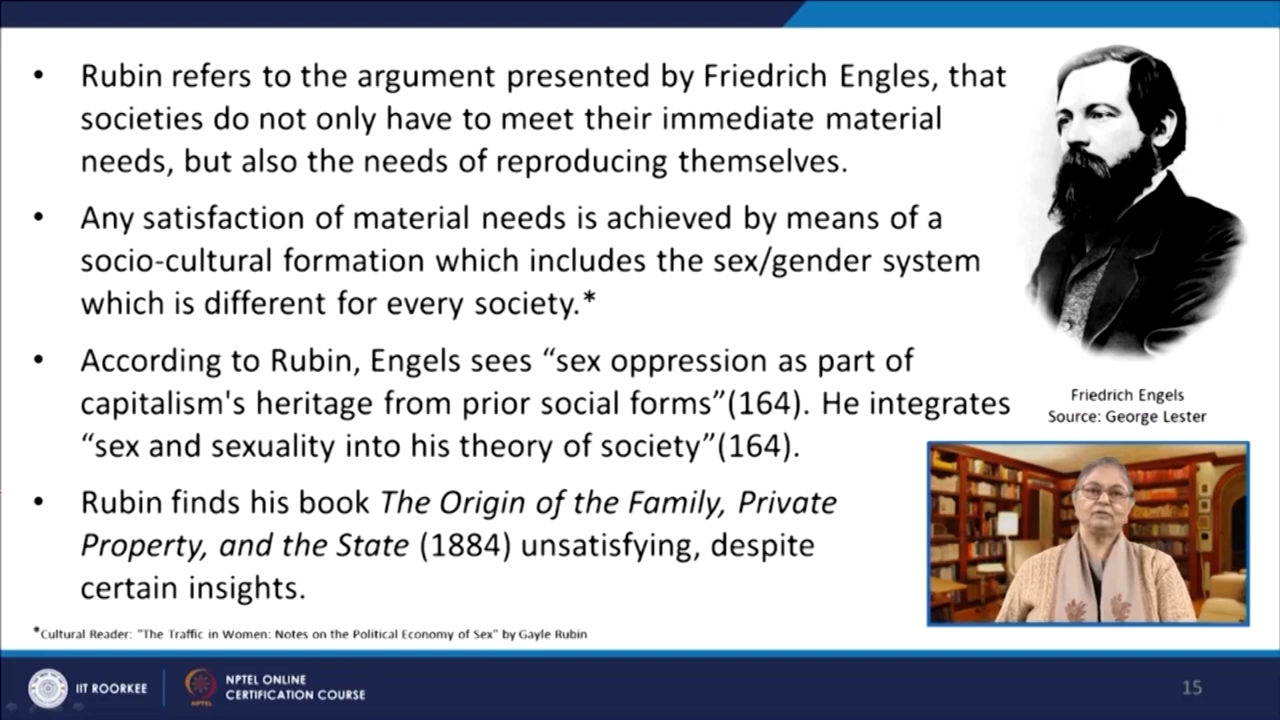 • Rubin refers to the argument presented by Friedrich Engles, that
societies do not only have to meet their immediate material
needs, but also the needs of reproducing themselves.
• Any satisfaction of material needs is achieved by means of a
socio-cultural formation which includes the sex/gender system
which is different for every society.*
• According to Rubin, Engels sees “sex oppression as part of
capitalism's heritage from prior social forms”(164). He integrates
“sex and sexuality into his theory of society”(164).
• Rubin finds his book The Origin of the Family, Private
Property, and the State (1884) unsatisfying, despite
certain insights.
Friedrich Engels
Source: George Lester
*Cultural Reader: "The Traffic in Women: Notes on the Political Economy of Sex" by Gayle Rubin
IIT ROORKEE
NPTEL
NPTEL ONLINE
CERTIFICATION COURSE
15